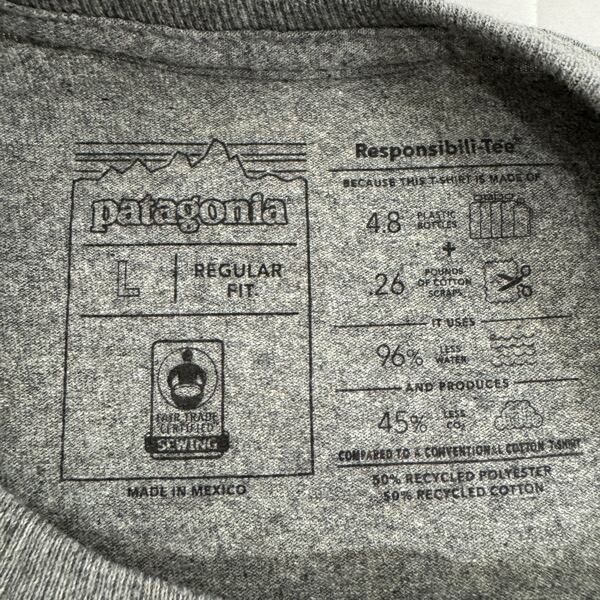 patagonia®
L
REGULAR
FIT.
FAIR TRADE
CERTIFIED™
SEWING
MADE IN MEXICO
Responsibili-Tee®
BECAUSE THIS T-SHIRT IS MADE OF
4.8 PLASTIC
BOTTLES
+
.26 POUNDS
OF COTTON
SCRAPS
IT USES
96% LESS
WATER
AND PRODUCES
45% LESS
CO₂
COMPARED TO A CONVENTIONAL COTTON T-SHIRT
50% RECYCLED POLYESTER
50% RECYCLED COTTON